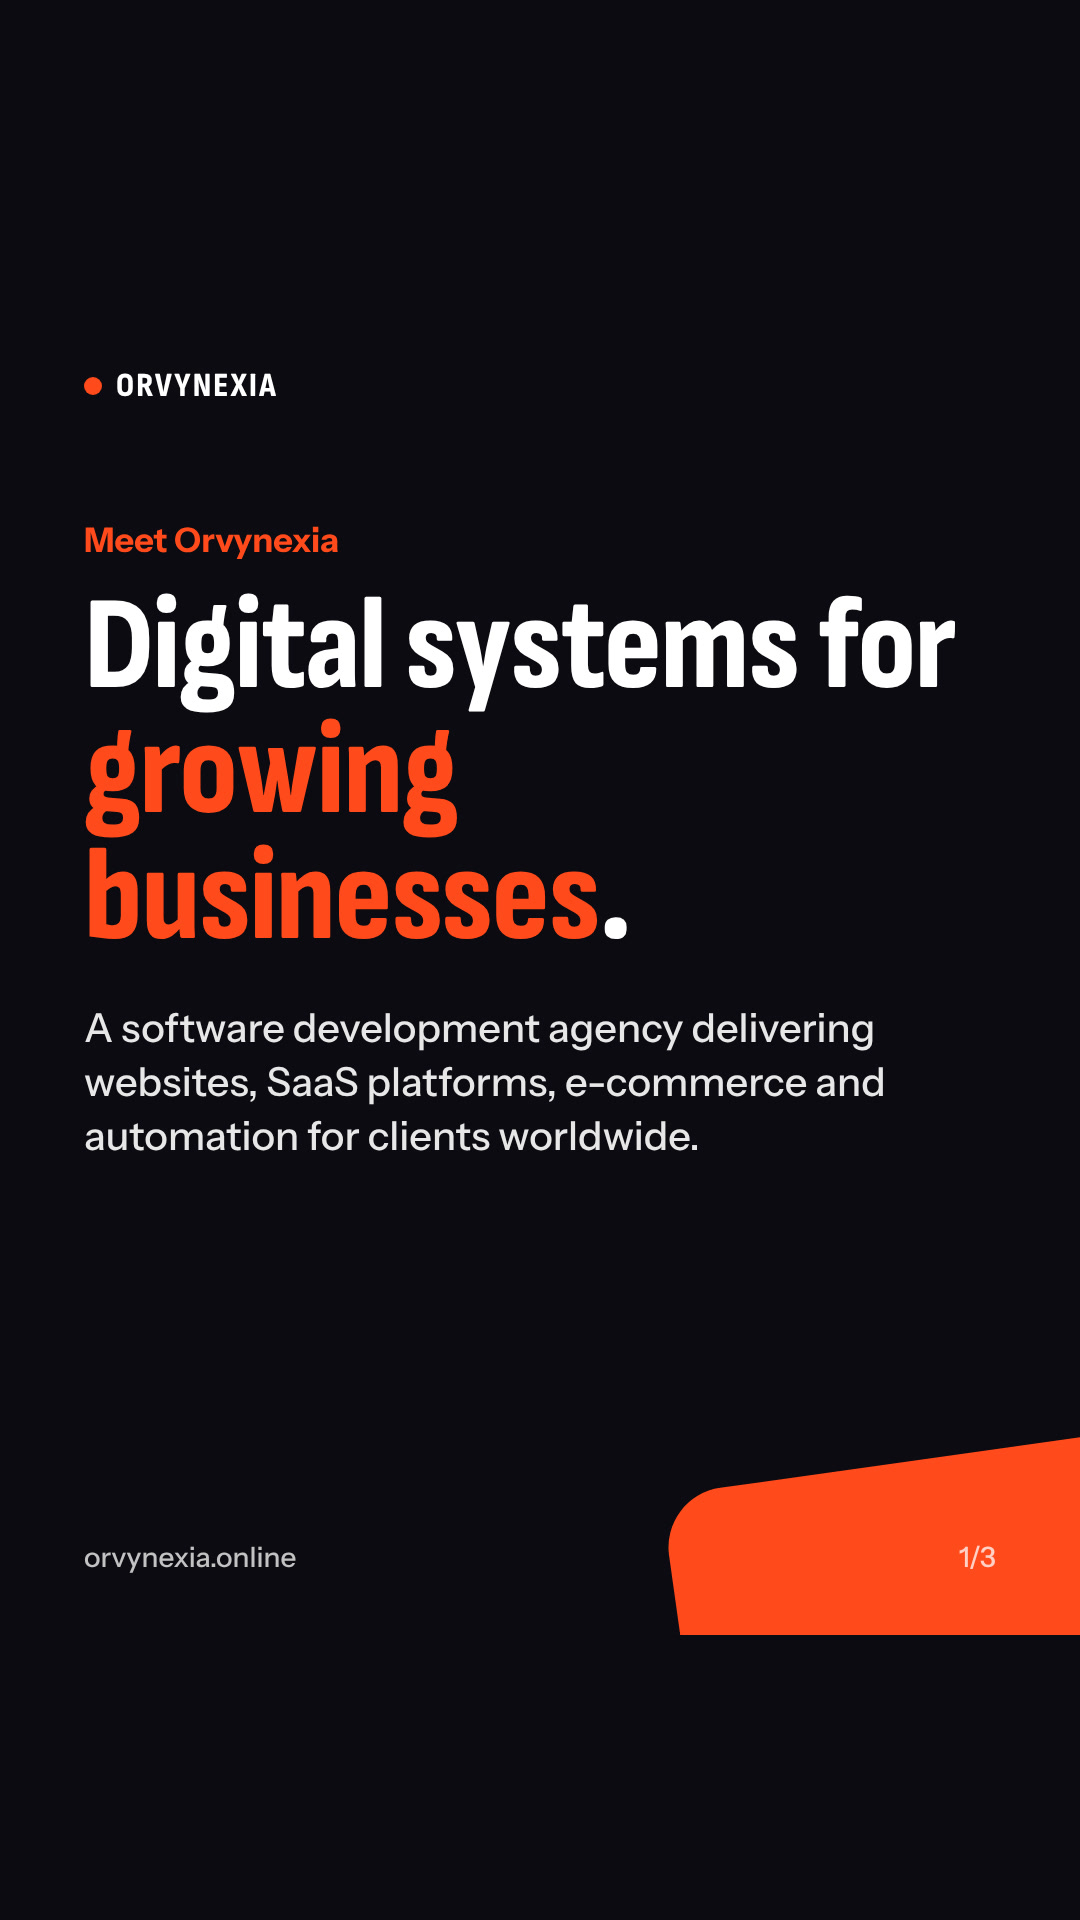 ORVYNEXIA
Meet Orvynexia
Digital systems for
growing
businesses.
A software development agency delivering
websites, SaaS platforms, e-commerce and
automation for clients worldwide.
orvynexia.online
1/3